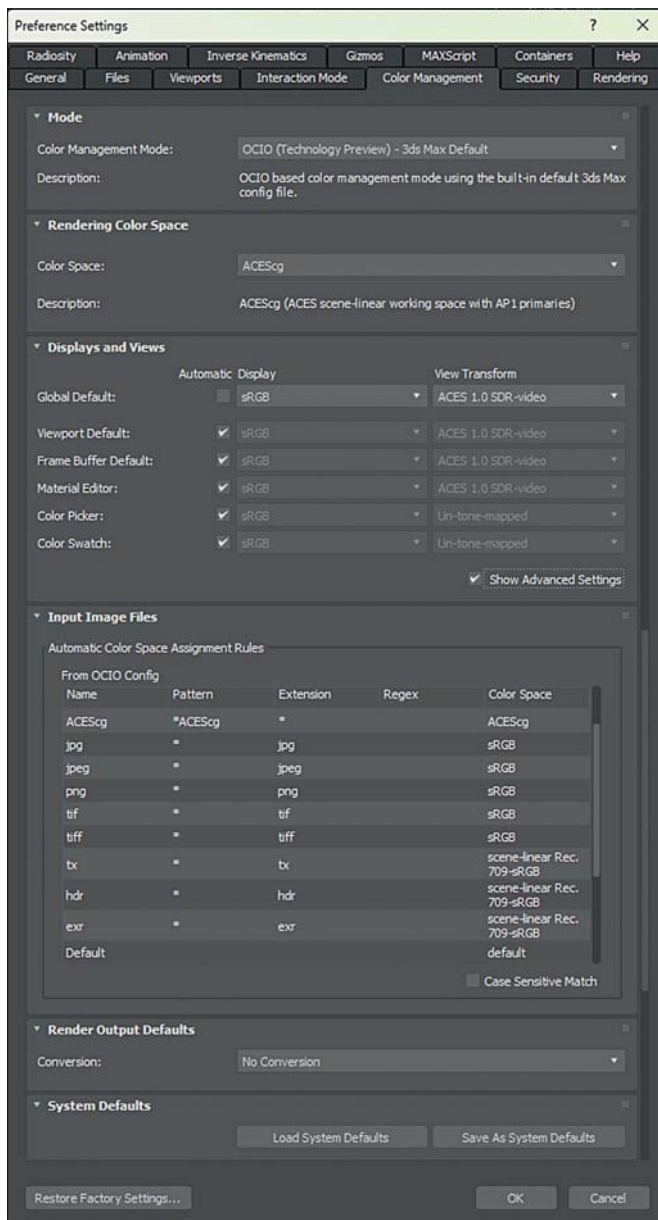 Preference Settings ? ×
Radiosity Animation Inverse Kinematics Gizmos MAXScript Containers Help
General Files Viewports Interaction Mode Color Management Security Rendering
Mode
Color Management Mode: OCIO (Technology Preview) - 3ds Max Default
Description: OCIO based color management mode using the built-in default 3ds Max
config file.
Rendering Color Space
Color Space: ACEScg
Description: ACEScg (ACES scene-linear working space with AP1 primaries)
Displays and Views
Automatic Display View Transform
Global Default: sRGB ACES 1.0 SDR-video
Viewport Default: sRGB ACES 1.0 SDR-video
Frame Buffer Default: sRGB ACES 1.0 SDR-video
Material Editor: sRGB ACES 1.0 SDR-video
Color Picker: sRGB Un-tone-mapped
Color Swatch: sRGB Un-tone-mapped
Show Advanced Settings
Input Image Files
Automatic Color Space Assignment Rules
From OCIO Config
Name Pattern Extension Regex Color Space
ACEScg *ACEScg * ACEScg
jpg * jpg sRGB
jpeg * jpeg sRGB
png * png sRGB
tif * tif sRGB
tiff * tiff sRGB
tx * tx scene-linear Rec.
709-sRGB
hdr * hdr scene-linear Rec.
709-sRGB
exr * exr scene-linear Rec.
709-sRGB
Default default
Case Sensitive Match
Render Output Defaults
Conversion: No Conversion
System Defaults
Load System Defaults Save As System Defaults
Restore Factory Settings... OK Cancel